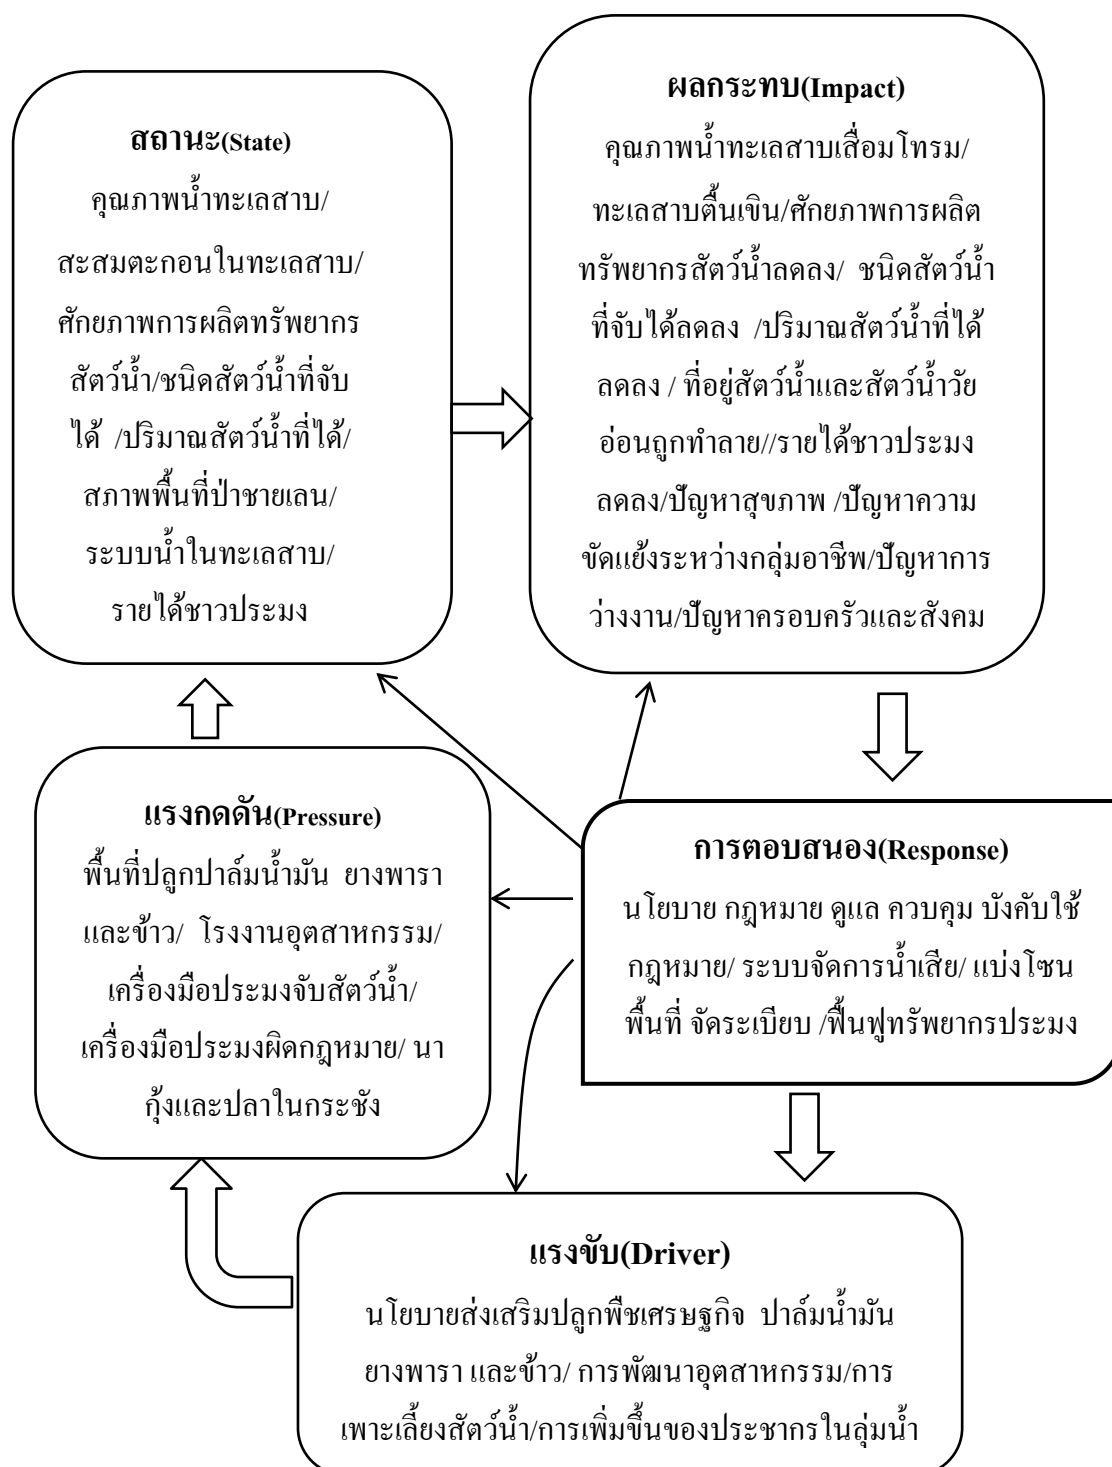 สถานะ(State)
คุณภาพน้ำทะเลสาบ/
สะสมตะกอนในทะเลสาบ/
ศักยภาพการผลิตทรัพยากร
สัตว์น้ำ/ชนิดสัตว์น้ำที่จับ
ได้ /ปริมาณสัตว์น้ำที่ได้/
สภาพพื้นที่ป่าชายเลน/
ระบบน้ำในทะเลสาบ/
รายได้ชาวประมง
ผลกระทบ(Impact)
คุณภาพน้ำทะเลสาบเสื่อมโทรม/
ทะเลสาบตื้นเขิน/ศักยภาพการผลิต
ทรัพยากรสัตว์น้ำลดลง/ ชนิดสัตว์น้ำ
ที่จับได้ลดลง /ปริมาณสัตว์น้ำที่ได้
ลดลง / ที่อยู่สัตว์น้ำและสัตว์น้ำวัย
อ่อนถูกทำลาย//รายได้ชาวประมง
ลดลง/ปัญหาสุขภาพ /ปัญหาความ
ขัดแย้งระหว่างกลุ่มอาชีพ/ปัญหาการ
ว่างงาน/ปัญหาครอบครัวและสังคม
แรงกดดัน(Pressure)
พื้นที่ปลูกปาล์มน้ำมัน ยางพารา
และข้าว/ โรงงานอุตสาหกรรม/
เครื่องมือประมงจับสัตว์น้ำ/
เครื่องมือประมงผิดกฎหมาย/ นา
กุ้งและปลาในกระชัง
การตอบสนอง(Response)
นโยบาย กฎหมาย ดูแล ควบคุม บังคับใช้
กฎหมาย/ ระบบจัดการน้ำเสีย/ แบ่งโซน
พื้นที่ จัดระเบียบ /ฟื้นฟูทรัพยากรประมง
แรงขับ(Driver)
นโยบายส่งเสริมปลูกพืชเศรษฐกิจ ปาล์มน้ำมัน
ยางพารา และข้าว/ การพัฒนาอุตสาหกรรม/การ
เพาะเลี้ยงสัตว์น้ำ/การเพิ่มขึ้นของประชากรในลุ่มน้ำ